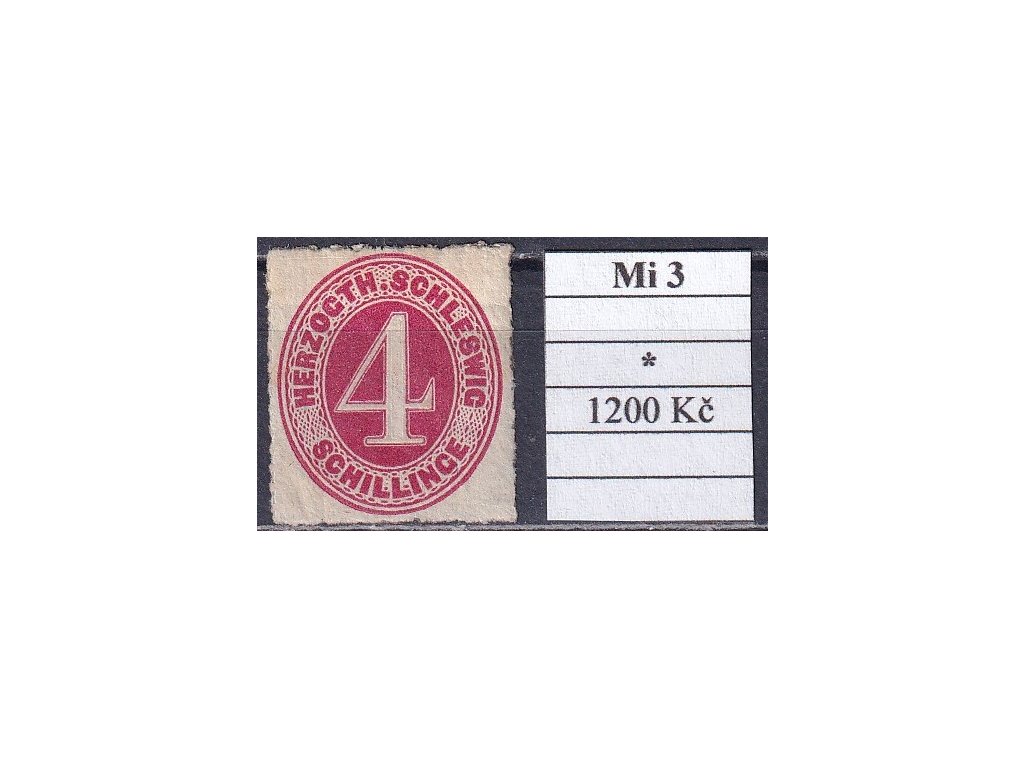 HERZOGTH. SCHLESWIG
4
SCHILLINGE
Mi 3
*
1200 Kč